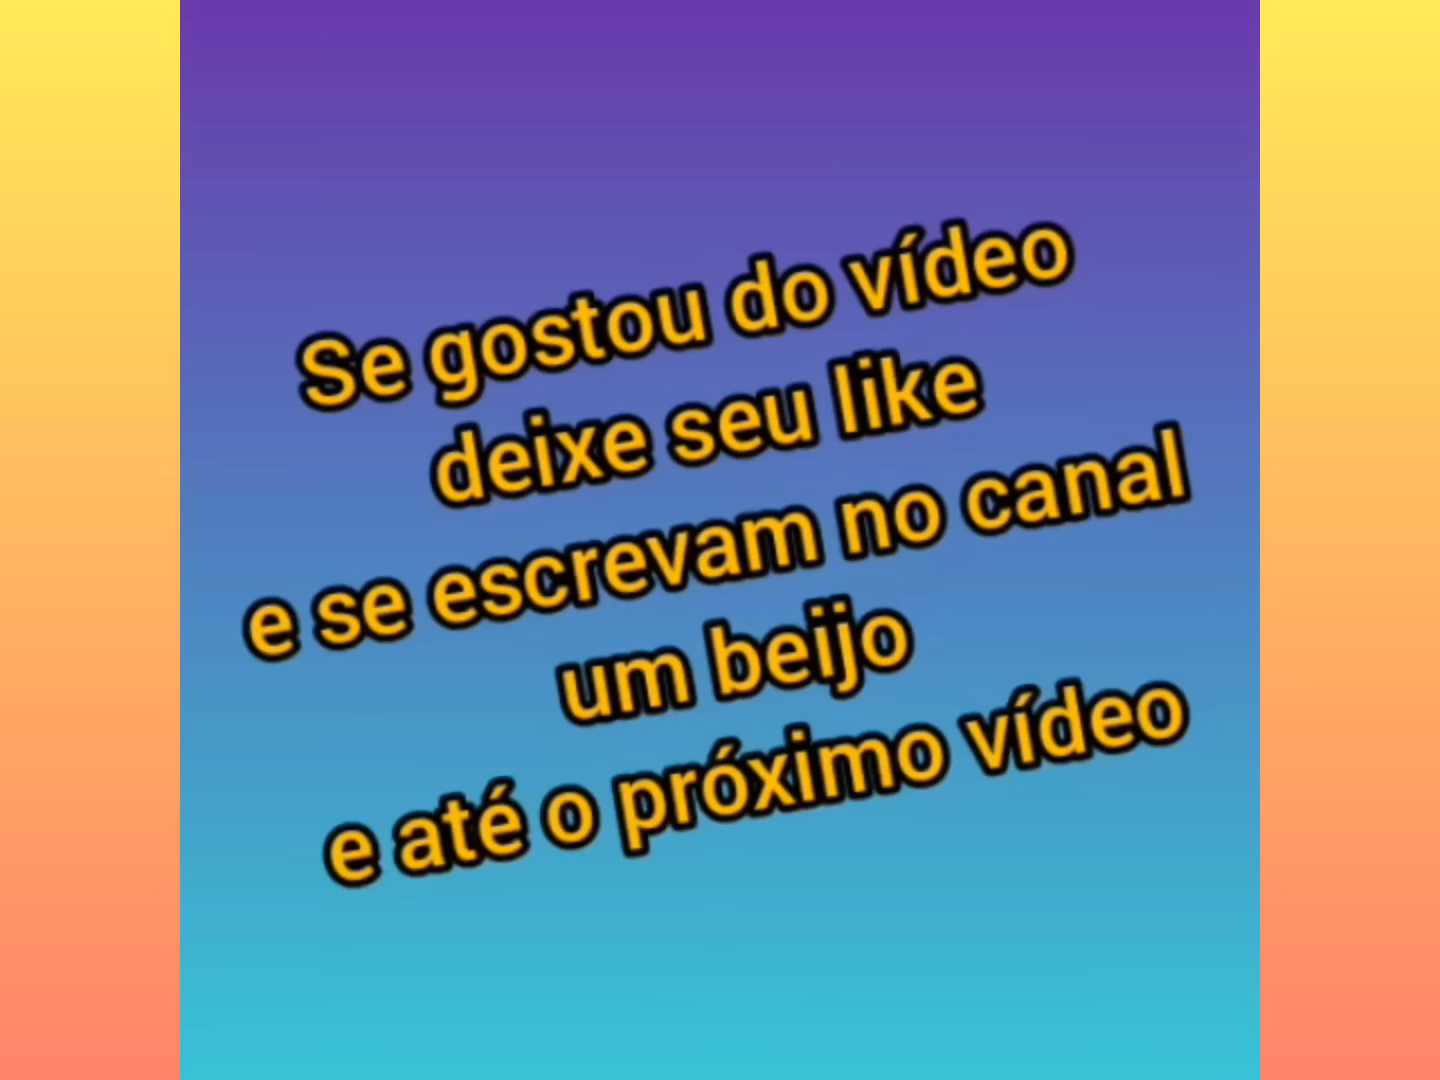 Se gostou do vídeo
deixe seu like
e se escrevam no canal
um beijo
e até o próximo vídeo